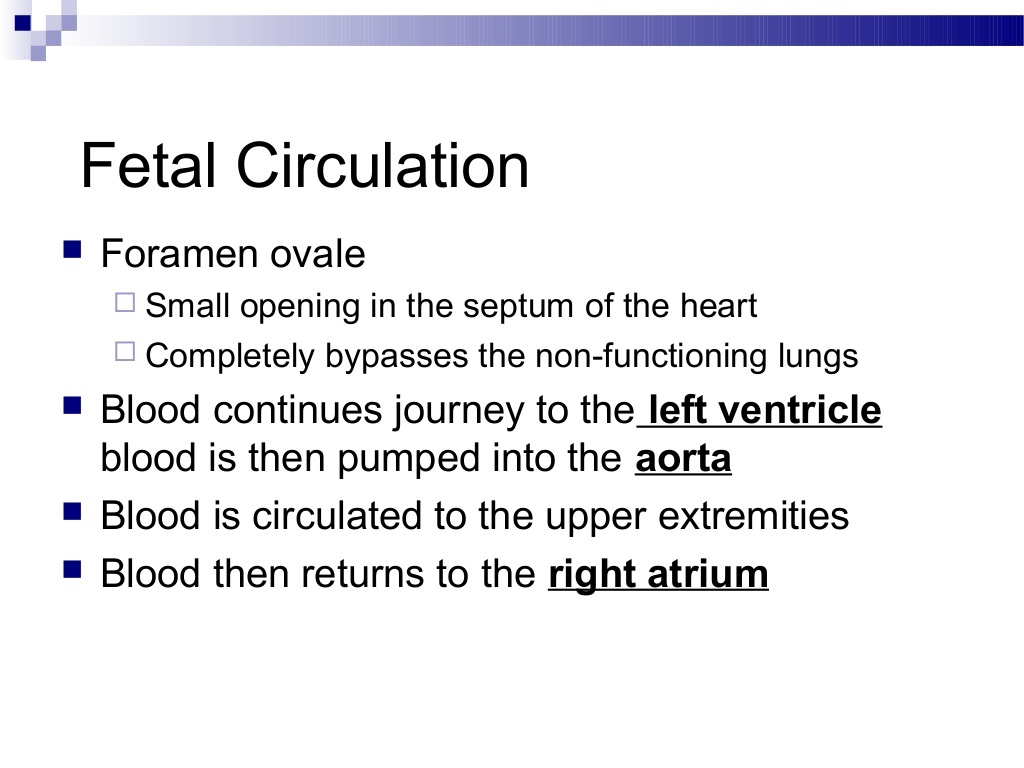 Fetal Circulation
Foramen ovale
Small opening in the septum of the heart
Completely bypasses the non-functioning lungs
Blood continues journey to the left ventricle
blood is then pumped into the aorta
Blood is circulated to the upper extremities
Blood then returns to the right atrium